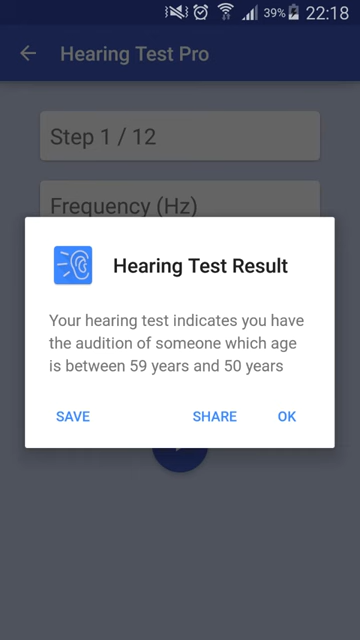 39% 22:18
Hearing Test Pro
Step 1 / 12
Frequency (Hz)
Hearing Test Result
Your hearing test indicates you have
the audition of someone which age
is between 59 years and 50 years
SAVE SHARE OK